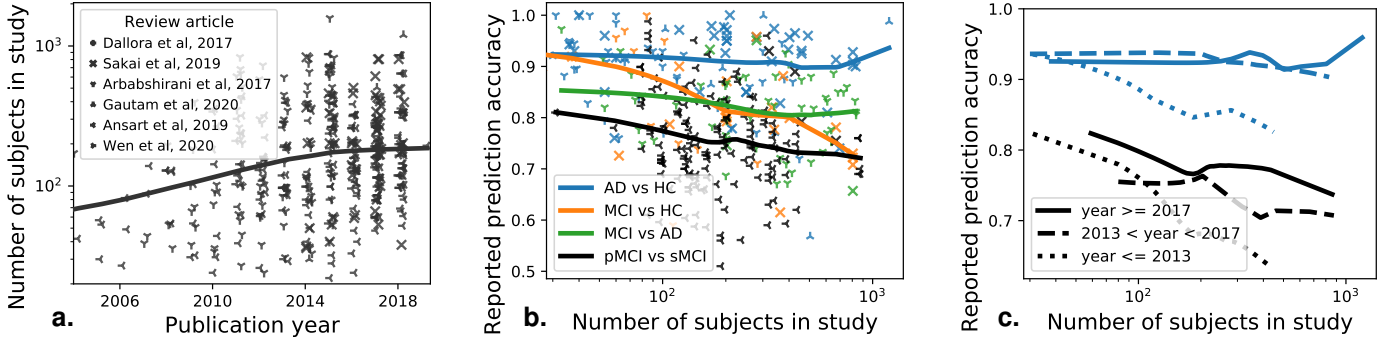 Number of subjects in study
10³
10²
Review article
Dallora et al, 2017
Sakai et al, 2019
Arbabshirani et al, 2017
Gautam et al, 2020
Ansart et al, 2019
Wen et al, 2020
2006 2010 2014 2018
a.
Publication year
Reported prediction accuracy
1.0
0.9
0.8
0.7
0.6
0.5
AD vs HC
MCI vs HC
MCI vs AD
pMCI vs sMCI
10² 10³
b.
Number of subjects in study
Reported prediction accuracy
1.0
0.9
0.8
0.7
year >= 2017
2013 < year < 2017
year <= 2013
10² 10³
c.
Number of subjects in study